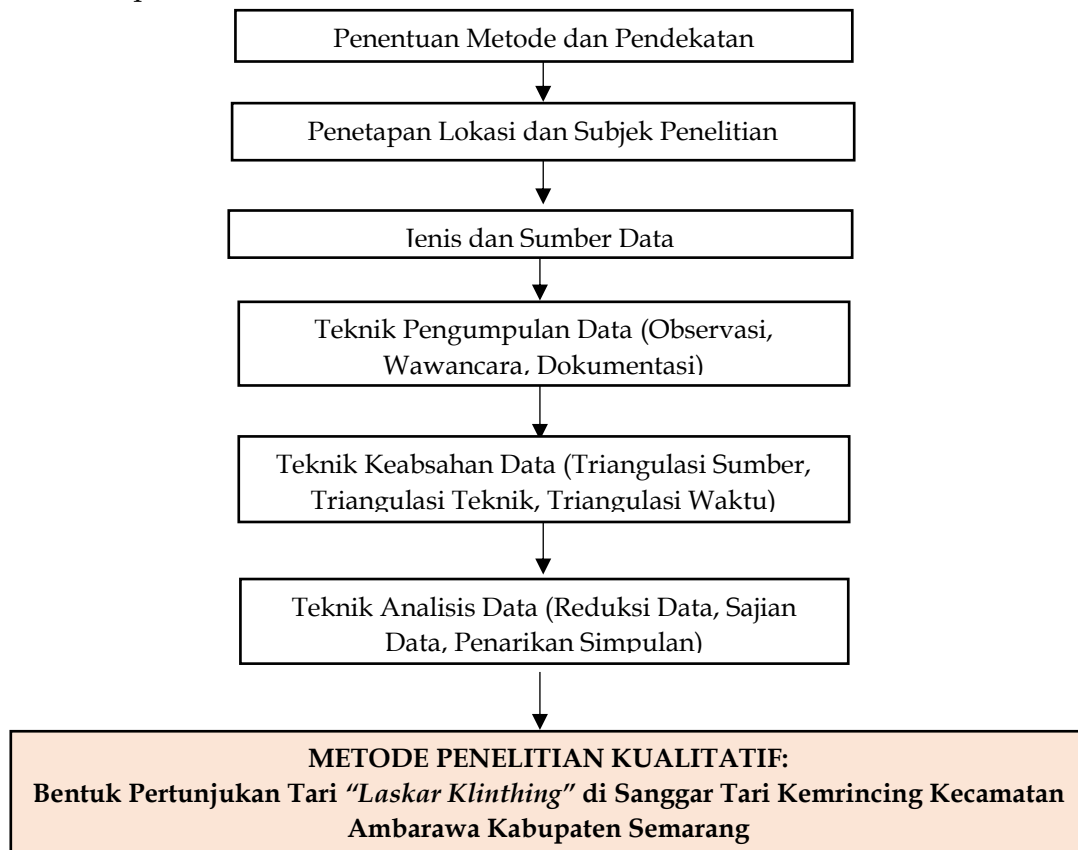 Penentuan Metode dan Pendekatan
Penetapan Lokasi dan Subjek Penelitian
Jenis dan Sumber Data
Teknik Pengumpulan Data (Observasi,
Wawancara, Dokumentasi)
Teknik Keabsahan Data (Triangulasi Sumber,
Triangulasi Teknik, Triangulasi Waktu)
Teknik Analisis Data (Reduksi Data, Sajian
Data, Penarikan Simpulan)
METODE PENELITIAN KUALITATIF:
Bentuk Pertunjukan Tari “Laskar Klinthing” di Sanggar Tari Kemrincing Kecamatan
Ambarawa Kabupaten Semarang